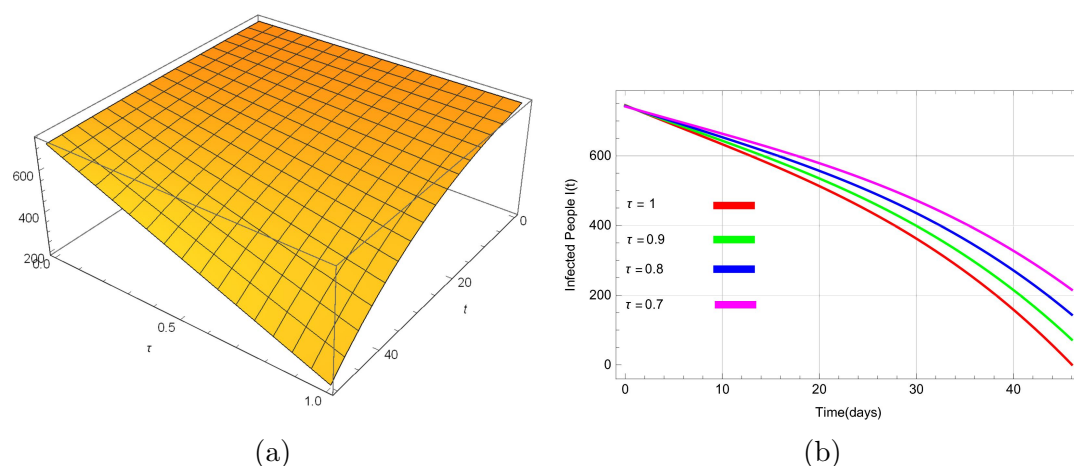 600
400
200
0.0
0.5
1.0
τ
0
20
40
t
(a)
Infected People I(t)
600
400
200
0
τ = 1
τ = 0.9
τ = 0.8
τ = 0.7
0 10 20 30 40
Time(days)
(b)